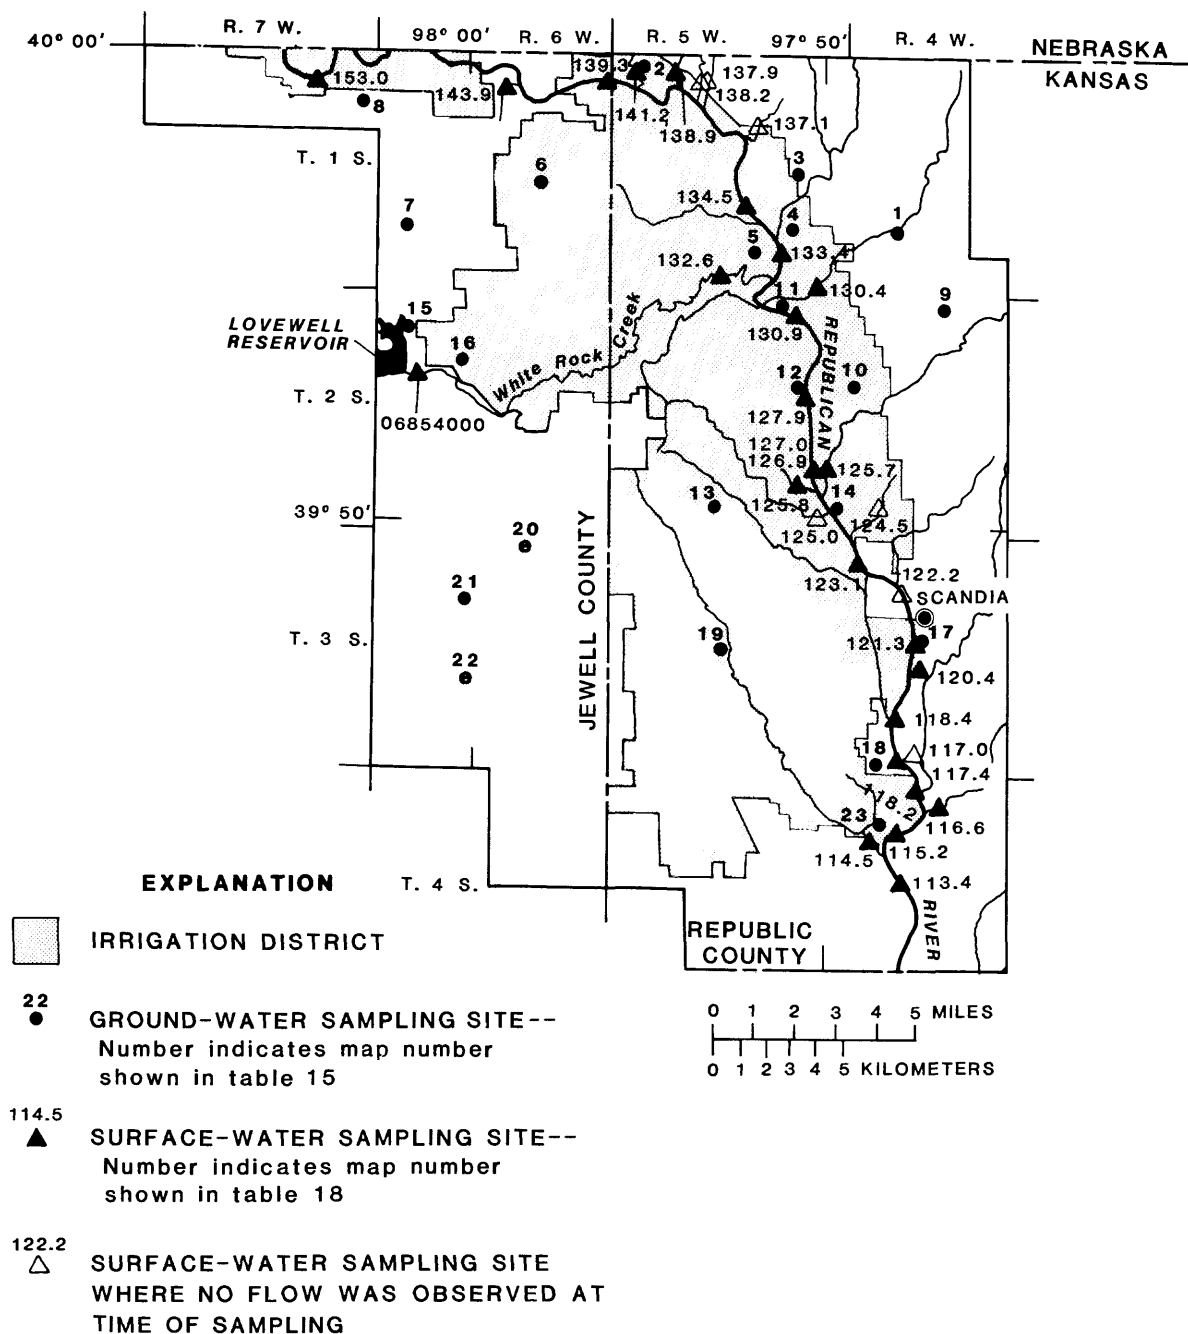 R. 7 W.
98° 00′
R. 6 W.
R. 5 W.
97° 50′
R. 4 W.
40° 00′
NEBRASKA
KANSAS
153.0
8
143.9
139.3
2
137.9
138.2
141.2
138.9
137.1
T. 1 S.
6
3
7
134.5
4
1
5
133.4
132.6
130.4
9
11
130.9
15
LOVEWELL
RESERVOIR
16
White Rock Creek
REPUBLICAN
12
10
T. 2 S.
06854000
127.9
127.0
126.9
125.7
13
14
125.8
124.5
125.0
39° 50′
20
123.1
122.2
SCANDIA
21
JEWELL COUNTY
19
17
121.3
T. 3 S.
120.4
22
118.4
18
117.0
117.4
118.2
23
116.6
115.2
114.5
113.4
T. 4 S.
RIVER
REPUBLIC
COUNTY
0 1 2 3 4 5 MILES
0 1 2 3 4 5 KILOMETERS
EXPLANATION
IRRIGATION DISTRICT
22
GROUND-WATER SAMPLING SITE--
Number indicates map number
shown in table 15
114.5
SURFACE-WATER SAMPLING SITE--
Number indicates map number
shown in table 18
122.2
SURFACE-WATER SAMPLING SITE
WHERE NO FLOW WAS OBSERVED AT
TIME OF SAMPLING